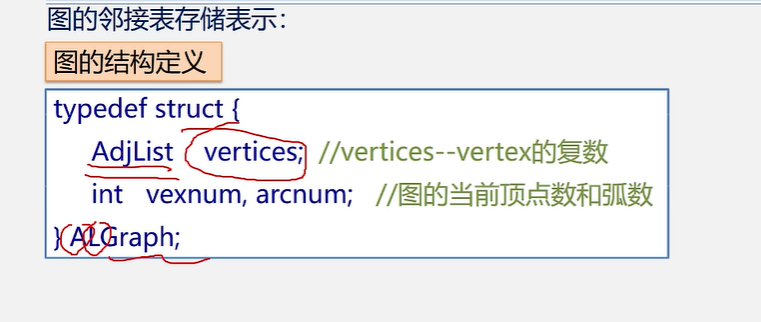 图的邻接表存储表示：
图的结构定义
typedef struct {
AdjList vertices; //vertices--vertex的复数
int vexnum, arcnum; //图的当前顶点数和弧数
} ALGraph;